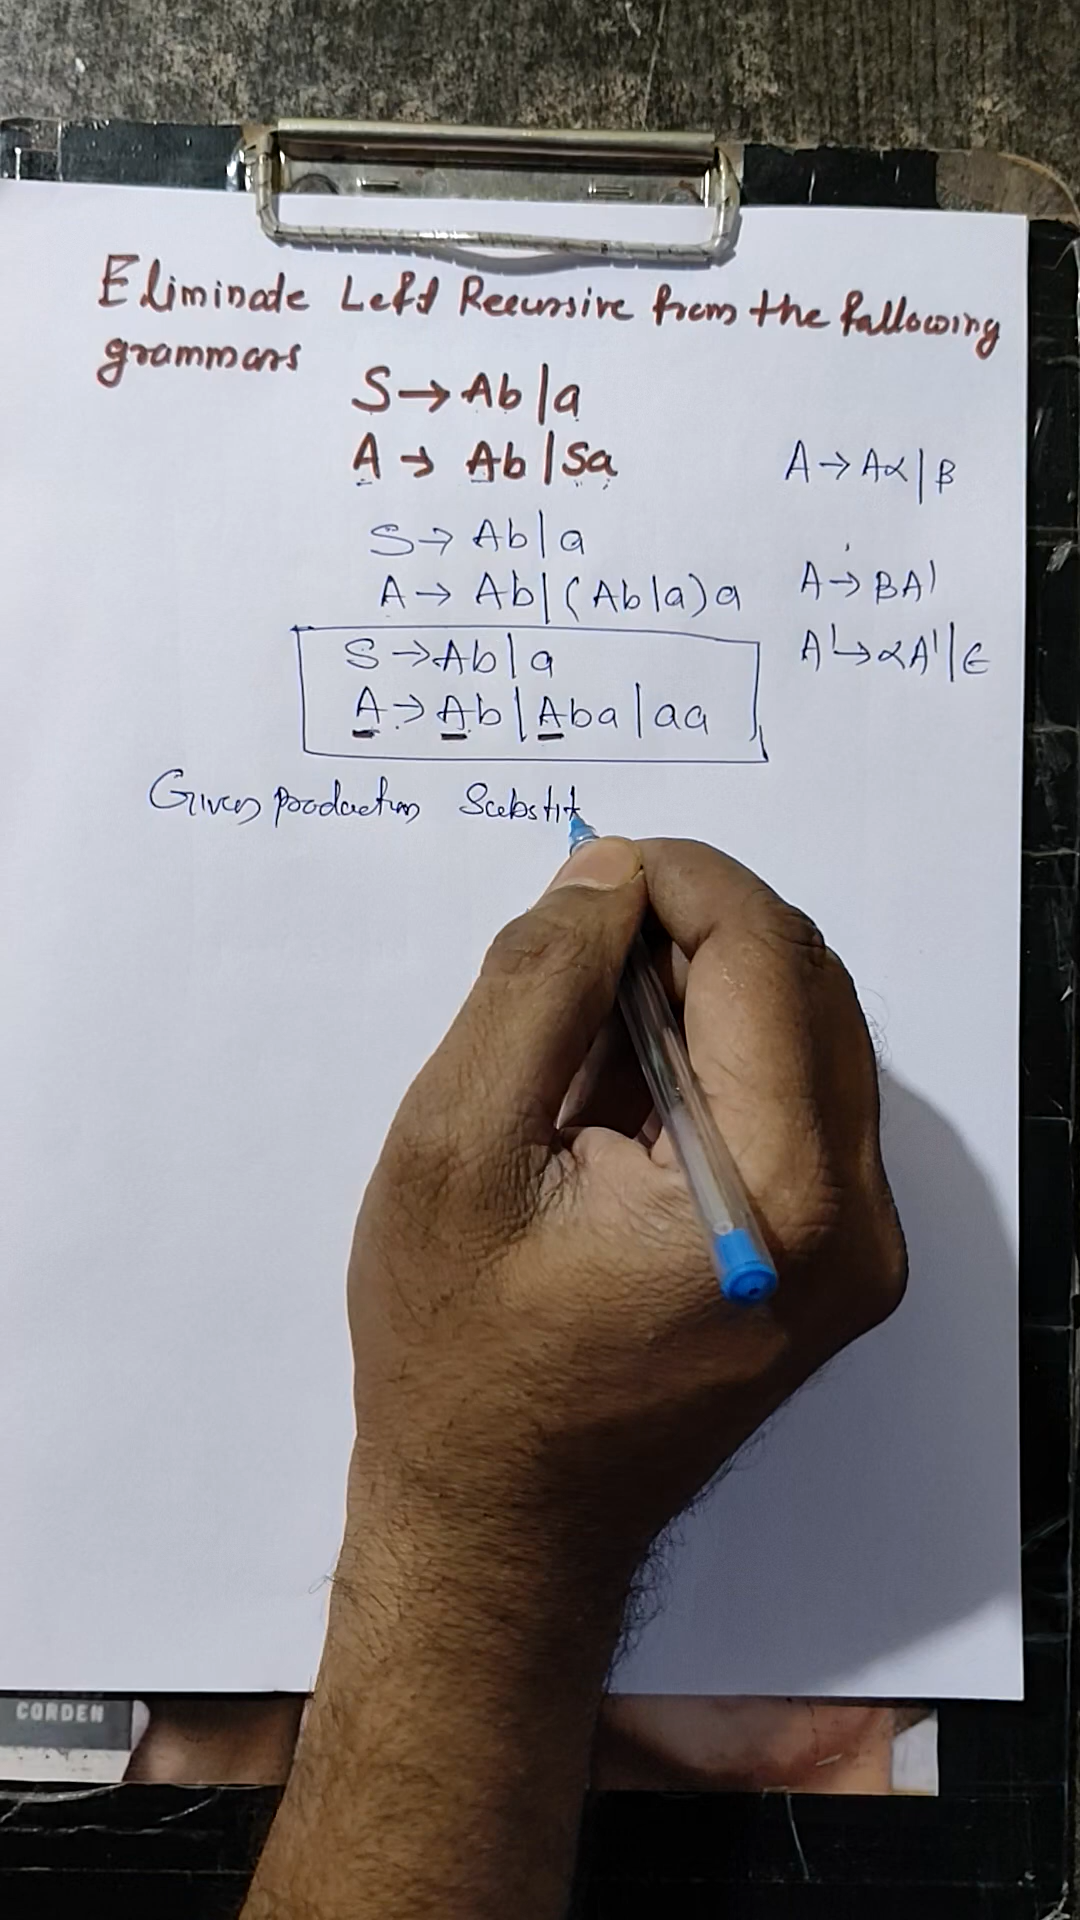 Eliminate Left Recursive from the following
grammars
S → Ab | a
A → Ab | Sa
A → Aα | β
S → Ab | a
A → Ab | (Ab | a) a
A → βA'
A' → αA' | ε
S → Ab | a
A → Ab | Aba | aa
Given production Substit
CORDEN